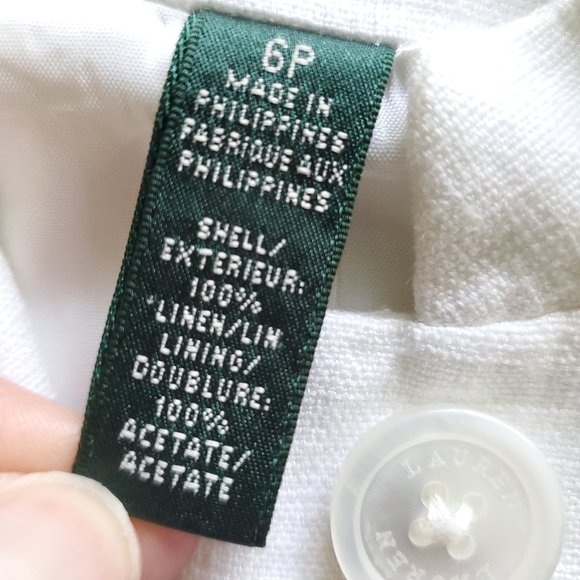 6P
MADE IN
PHILIPPINES
FABRIQUE AUX
PHILIPPINES
SHELL/
EXTERIEUR:
100%
*LINEN/LIN
LINING/
DOUBLURE:
100%
ACETATE/
ACETATE
LAUREN